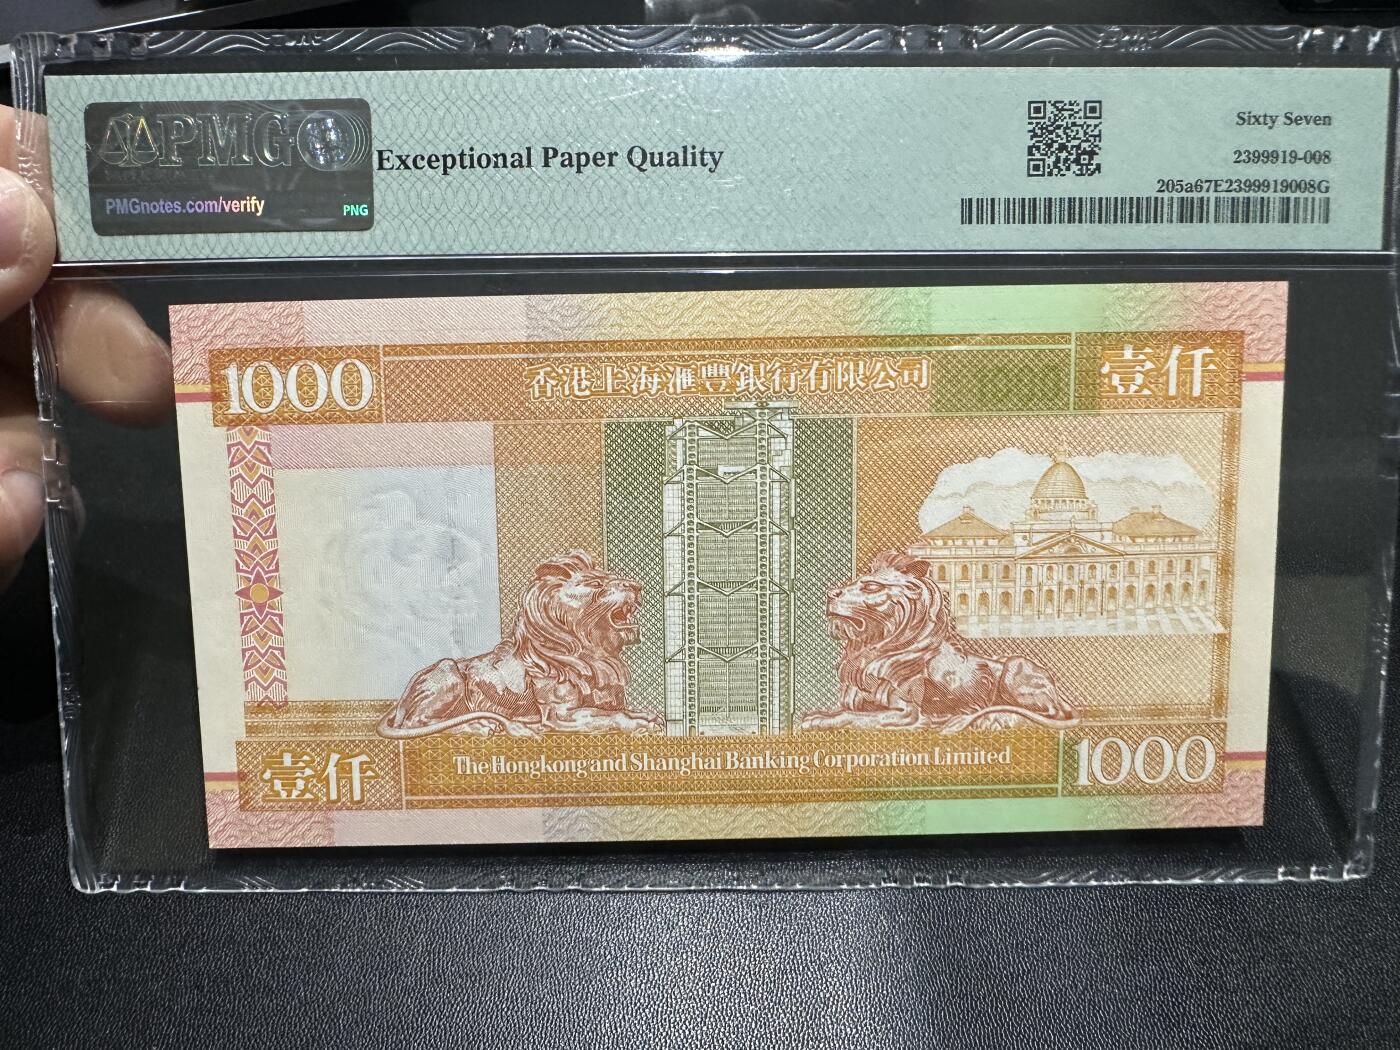 PMG
PMGnotes.com/verify
PNG
Exceptional Paper Quality
Sixty Seven
2399919-008
205a67E2399919008G
1000
香港上海滙豐銀行有限公司
壹仟
壹仟
The Hongkong and Shanghai Banking Corporation Limited
1000